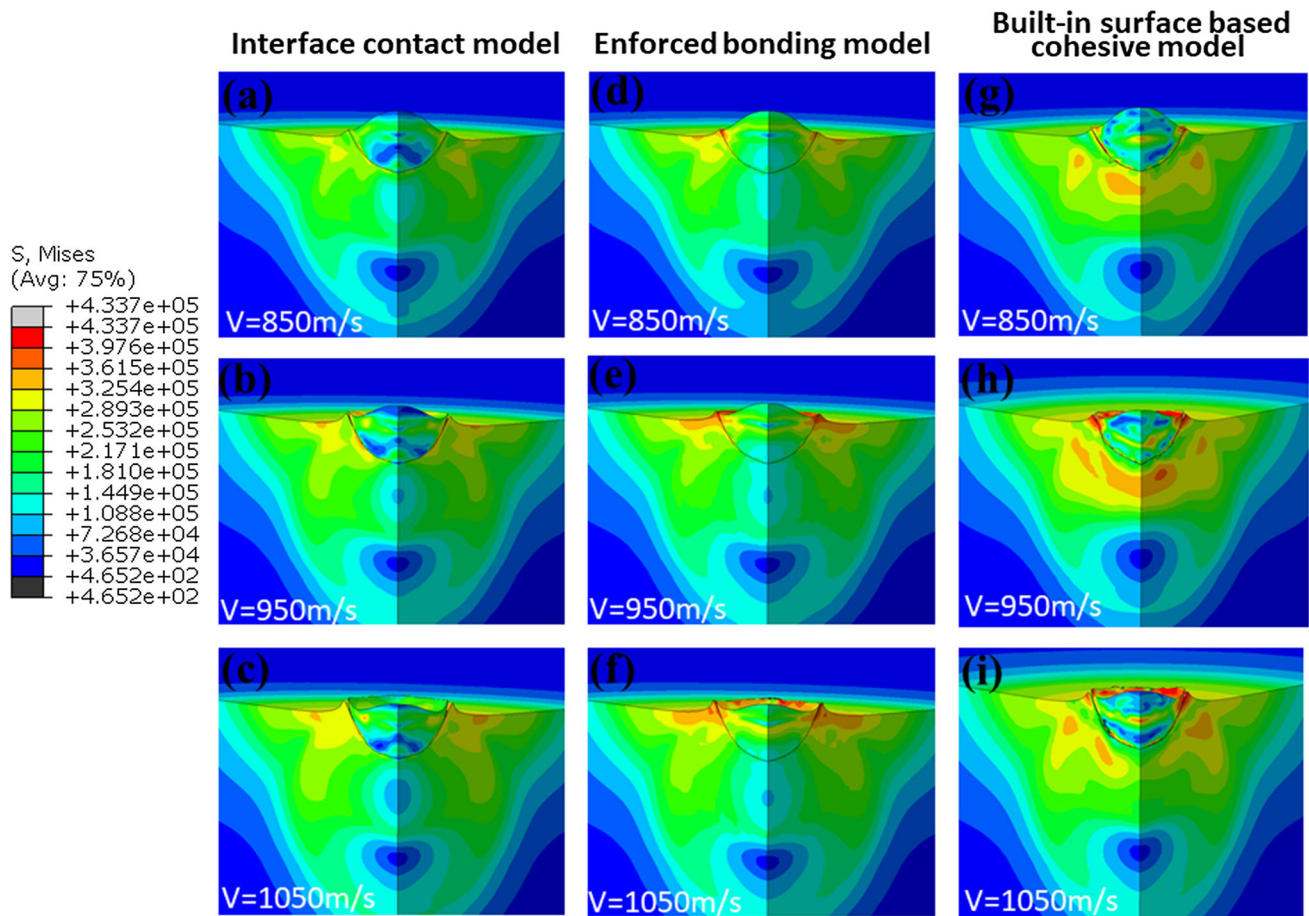 Interface contact model
Enforced bonding model
Built-in surface based
cohesive model
(a)
(d)
(g)
V=850m/s
V=850m/s
V=850m/s
S, Mises
(Avg: 75%)
+4.337e+05
+4.337e+05
+3.976e+05
+3.615e+05
+3.254e+05
+2.893e+05
+2.532e+05
+2.171e+05
+1.810e+05
+1.449e+05
+1.088e+05
+7.268e+04
+3.657e+04
+4.652e+02
+4.652e+02
(b)
(e)
(h)
V=950m/s
V=950m/s
V=950m/s
(c)
(f)
(i)
V=1050m/s
V=1050m/s
V=1050m/s